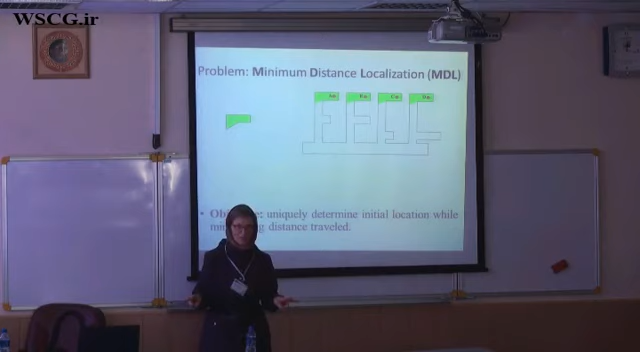 WSCG.ir
Problem: Minimum Distance Localization (MDL)
uniquely determine initial location while
distance traveled.